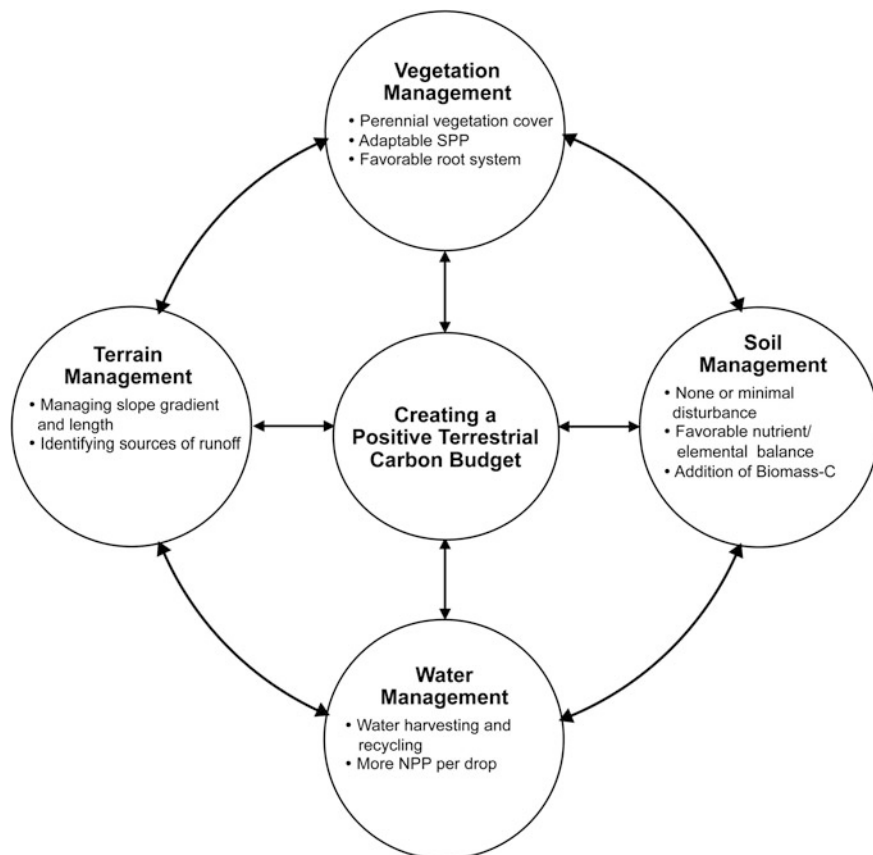 Vegetation
Management
• Perennial vegetation cover
• Adaptable SPP
• Favorable root system
Terrain
Management
• Managing slope gradient
and length
• Identifying sources of runoff
Creating a
Positive Terrestrial
Carbon Budget
Soil
Management
• None or minimal
disturbance
• Favorable nutrient/
elemental balance
• Addition of Biomass-C
Water
Management
• Water harvesting and
recycling
• More NPP per drop